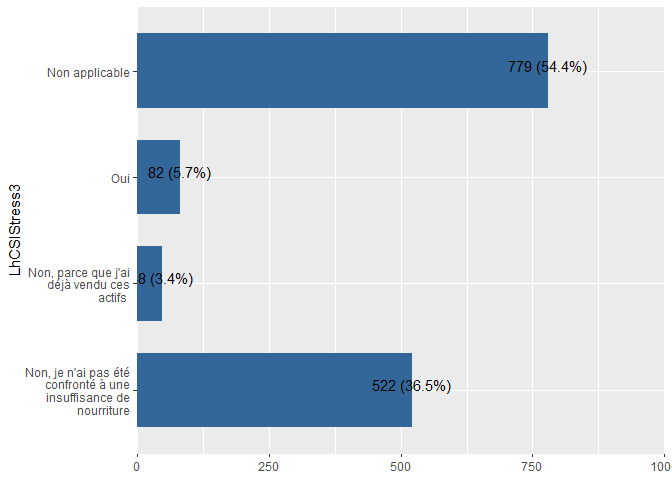 LhCSIStress3
Non applicable
779 (54.4%)
Oui
82 (5.7%)
Non, parce que j'ai
déjà vendu ces
actifs
8 (3.4%)
Non, je n'ai pas été
confronté à une
insuffisance de
nourriture
522 (36.5%)
0 250 500 750 100